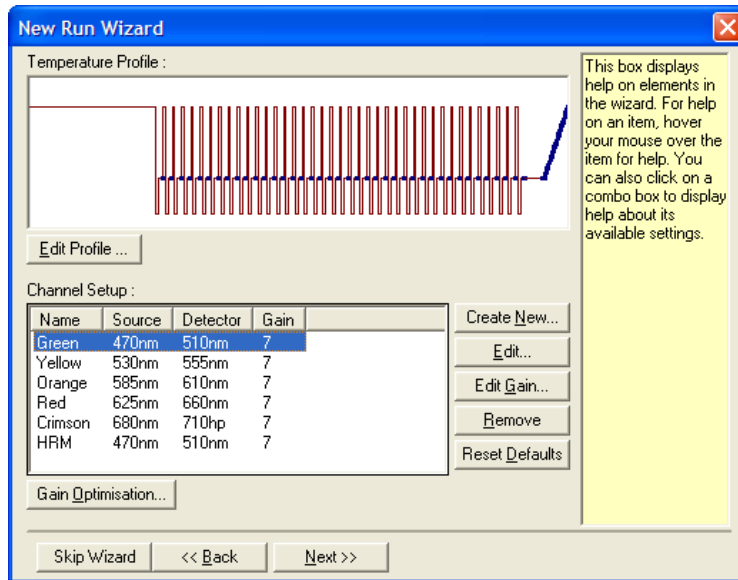 New Run Wizard
Temperature Profile :
This box displays
help on elements in
the wizard. For help
on an item, hover
your mouse over the
item for help. You
can also click on a
combo box to display
help about its
available settings.
Edit Profile ...
Channel Setup :
Name Source Detector Gain
Green 470nm 510nm 7
Yellow 530nm 555nm 7
Orange 585nm 610nm 7
Red 625nm 660nm 7
Crimson 680nm 710hp 7
HRM 470nm 510nm 7
Create New...
Edit...
Edit Gain...
Remove
Reset Defaults
Gain Optimisation...
Skip Wizard << Back Next >>